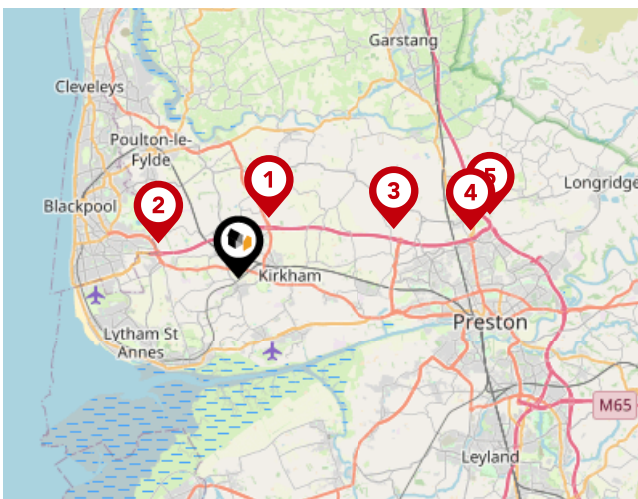 Garstang
Cleveleys
Poulton-le-
Fylde
1
5
Longridge
3
4
2
Blackpool
Kirkham
Lytham St
Annes
Preston
M65
Leyland